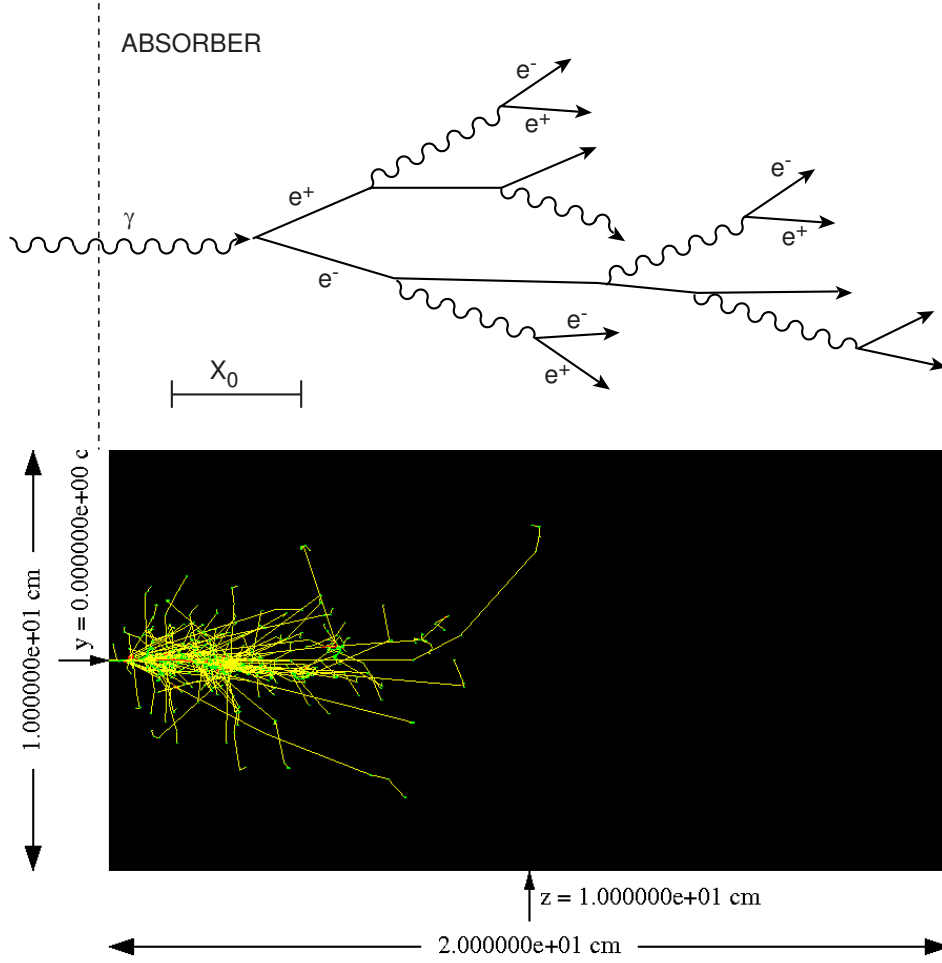 ABSORBER
e-
e+
e-
e+
e+
γ
e-
e-
e+
X0
y = 0.000000e+00 c
1.000000e+01 cm
z = 1.000000e+01 cm
2.000000e+01 cm